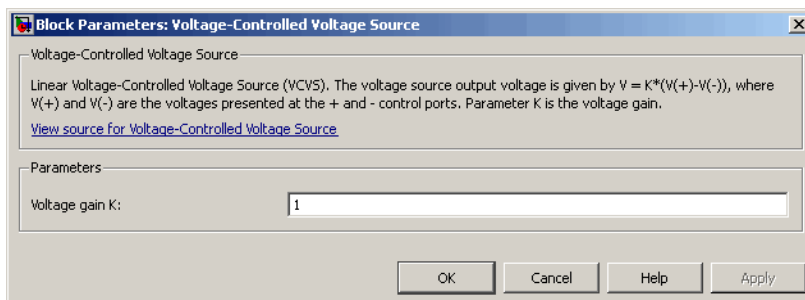 Block Parameters: Voltage-Controlled Voltage Source
Voltage-Controlled Voltage Source
Linear Voltage-Controlled Voltage Source (VCVS). The voltage source output voltage is given by V = K*(V(+)-V(-)), where
V(+) and V(-) are the voltages presented at the + and - control ports. Parameter K is the voltage gain.
View source for Voltage-Controlled Voltage Source
Parameters
Voltage gain K:
1
OK Cancel Help Apply